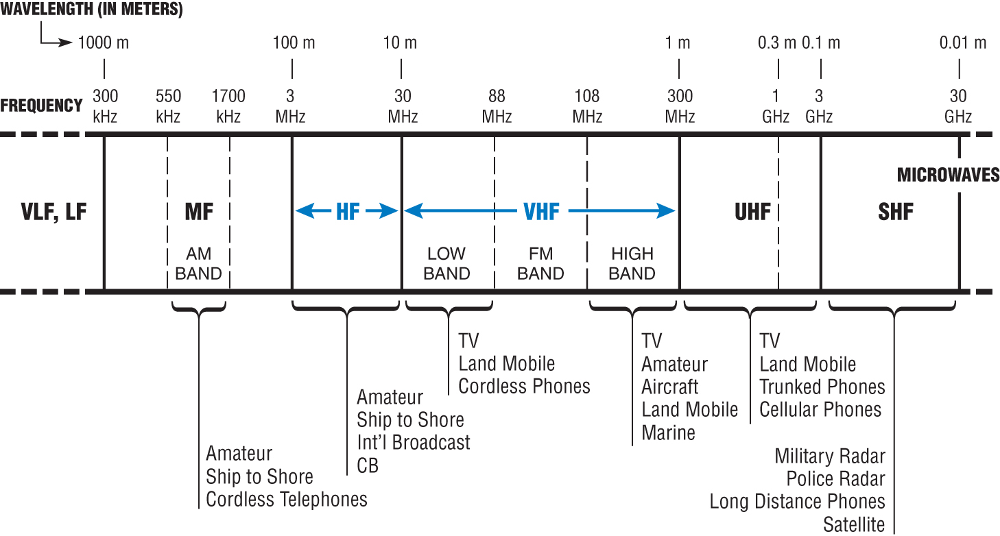 WAVELENGTH (IN METERS)
1000 m 100 m 10 m 1 m 0.3 m 0.1 m 0.01 m
FREQUENCY
300 kHz
550 kHz
1700 kHz
3 MHz
30 MHz
88 MHz
108 MHz
300 MHz
1 GHz
3 GHz
30 GHz
MICROWAVES
VLF, LF MF HF VHF UHF SHF
AM
BAND
LOW
BAND
FM
BAND
HIGH
BAND
Amateur
Ship to Shore
Cordless Telephones
Amateur
Ship to Shore
Int’l Broadcast
CB
TV
Land Mobile
Cordless Phones
TV
Amateur
Aircraft
Land Mobile
Marine
TV
Land Mobile
Trunked Phones
Cellular Phones
Military Radar
Police Radar
Long Distance Phones
Satellite